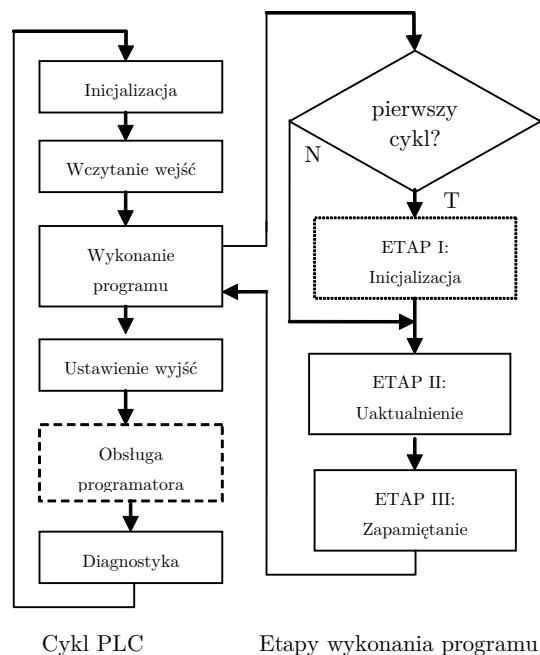 Inicjalizacja
Wczytanie wejść
Wykonanie
programu
Ustawienie wyjść
Obsługa
programatora
Diagnostyka
Cykl PLC
pierwszy
cykl?
N
T
ETAP I:
Inicjalizacja
ETAP II:
Uaktualnienie
ETAP III:
Zapamiętanie
Etapy wykonania programu